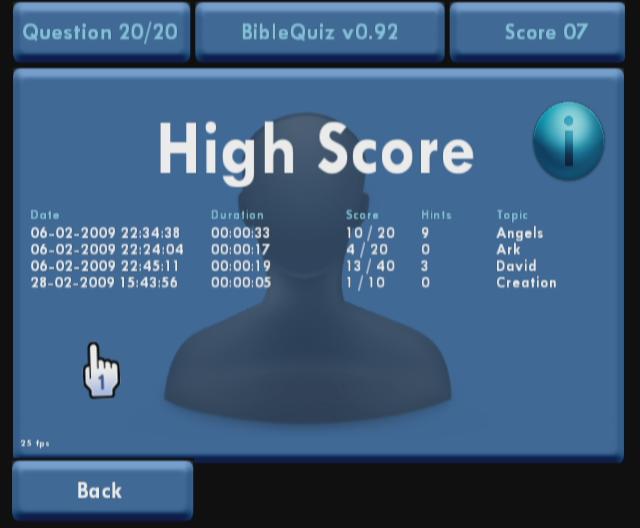 Question 20/20 BibleQuiz v0.92 Score 07
High Score
Date Duration Score Hints Topic
06-02-2009 22:34:38 00:00:33 10 / 20 9 Angels
06-02-2009 22:24:04 00:00:17 4 / 20 0 Ark
06-02-2009 22:45:11 00:00:19 13 / 40 3 David
28-02-2009 15:43:56 00:00:05 1 / 10 0 Creation
1
25 fps
Back